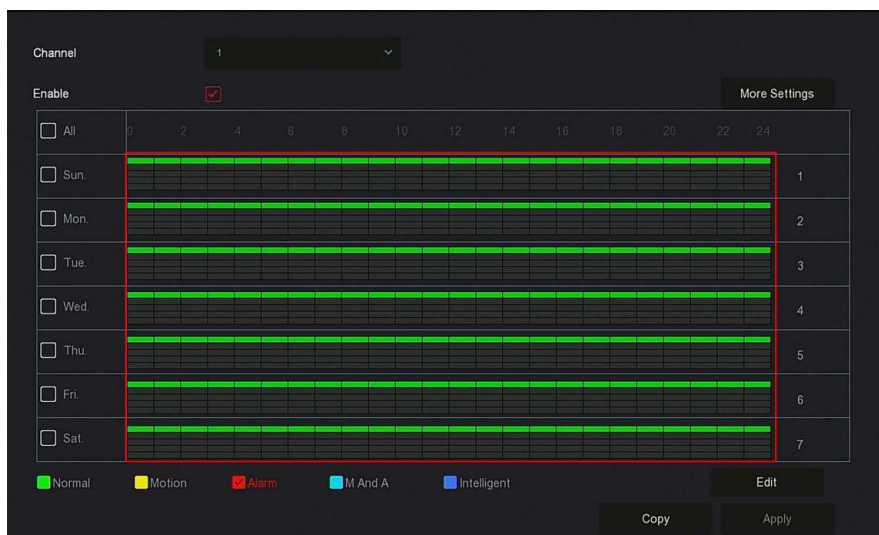 Channel 1
Enable More Settings
All 0 2 4 6 8 10 12 14 16 18 20 22 24
Sun. 1
Mon. 2
Tue. 3
Wed. 4
Thu. 5
Fri. 6
Sat. 7
Normal Motion Alarm M And A Intelligent Edit
Copy Apply